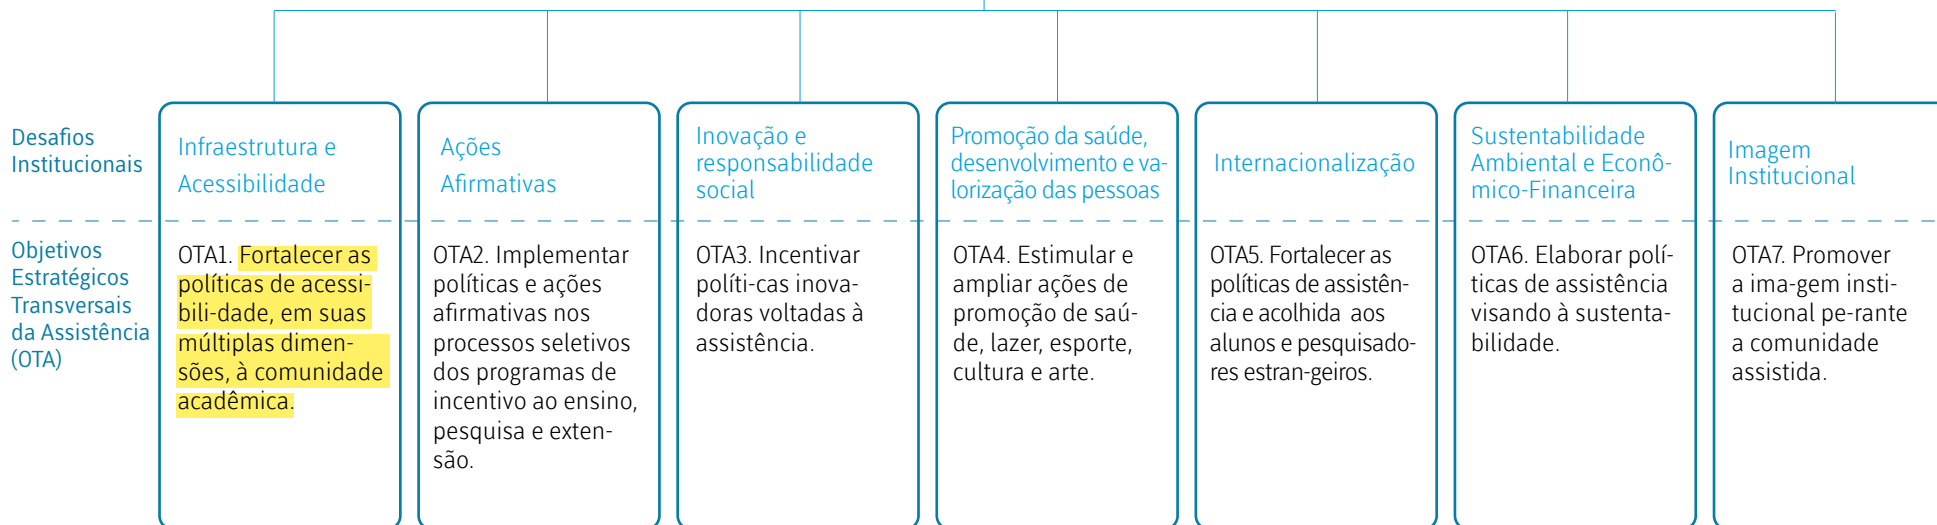 Desafios
Institucionais
Infraestrutura e
Acessibilidade
Ações
Afirmativas
Inovação e
responsabilidade
social
Promoção da saúde,
desenvolvimento e va-
lorização das pessoas
Internacionalização
Sustentabilidade
Ambiental e Econô-
mico-Financeira
Imagem
Institucional
Objetivos
Estratégicos
Transversais
da Assistência
(OTA)
OTA1. Fortalecer as
políticas de acessi-
bili-dade, em suas
múltiplas dimen-
sões, à comunidade
acadêmica.
OTA2. Implementar
políticas e ações
afirmativas nos
processos seletivos
dos programas de
incentivo ao ensino,
pesquisa e exten-
são.
OTA3. Incentivar
políti-cas inova-
doras voltadas à
assistência.
OTA4. Estimular e
ampliar ações de
promoção de saú-
de, lazer, esporte,
cultura e arte.
OTA5. Fortalecer as
políticas de assistên-
cia e acolhida aos
alunos e pesquisado-
res estran-geiros.
OTA6. Elaborar polí-
ticas de assistência
visando à sustenta-
bilidade.
OTA7. Promover
a ima-gem insti-
tucional pe-rante
a comunidade
assistida.